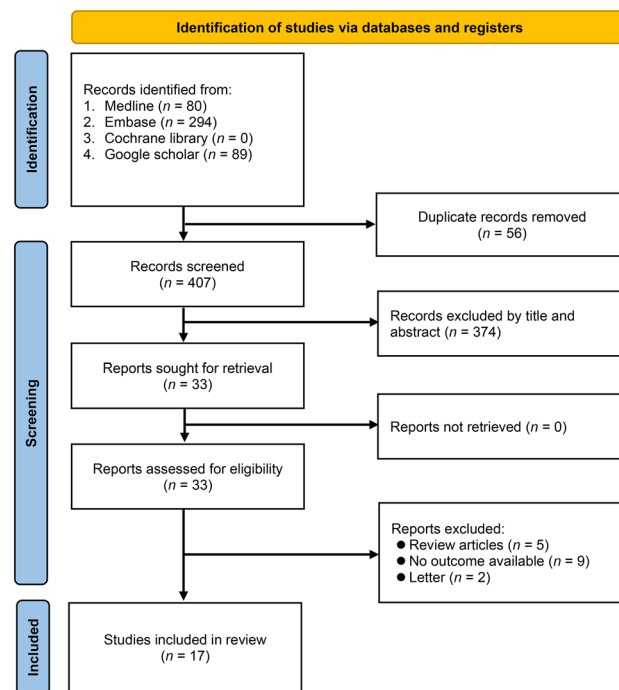 Identification of studies via databases and registers
Identification
Records identified from:
1. Medline (n = 80)
2. Embase (n = 294)
3. Cochrane library (n = 0)
4. Google scholar (n = 89)
Duplicate records removed
(n = 56)
Screening
Records screened
(n = 407)
Records excluded by title and
abstract (n = 374)
Reports sought for retrieval
(n = 33)
Reports not retrieved (n = 0)
Reports assessed for eligibility
(n = 33)
Reports excluded:
● Review articles (n = 5)
● No outcome available (n = 9)
● Letter (n = 2)
Included
Studies included in review
(n = 17)